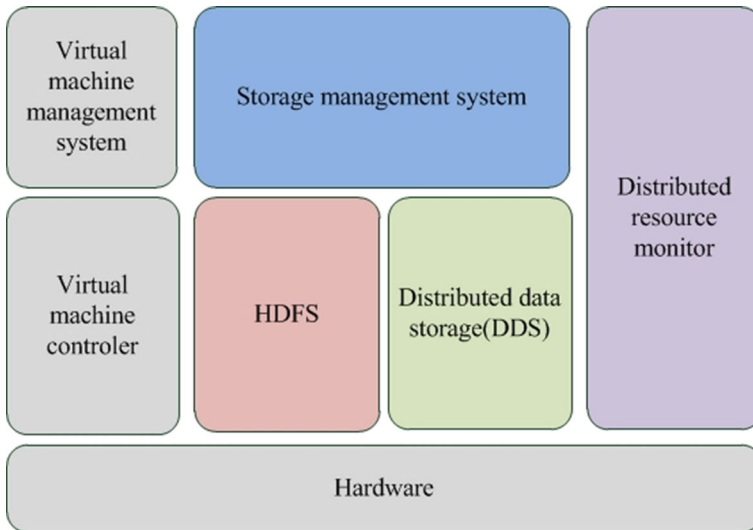 Virtual
machine
management
system
Storage management system
Distributed
resource
monitor
Virtual
machine
controler
HDFS
Distributed data
storage(DDS)
Hardware